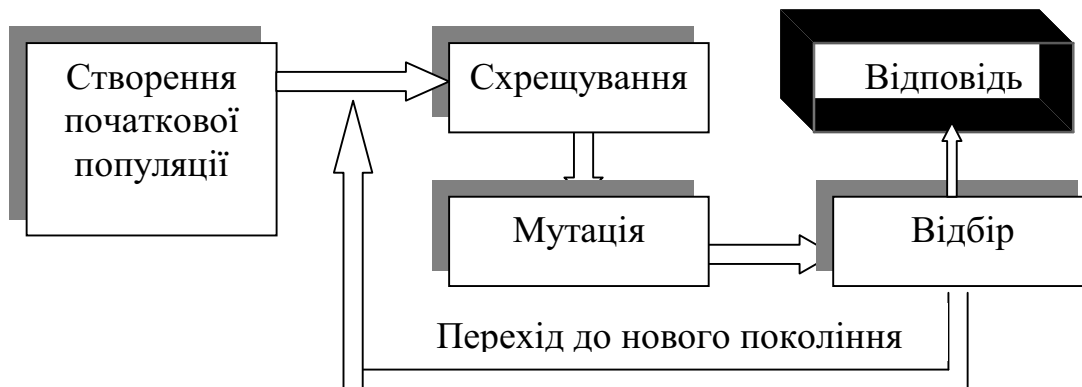 Створення
початкової
популяції
Схрещування
Мутація
Відбір
Відповідь
Перехід до нового покоління